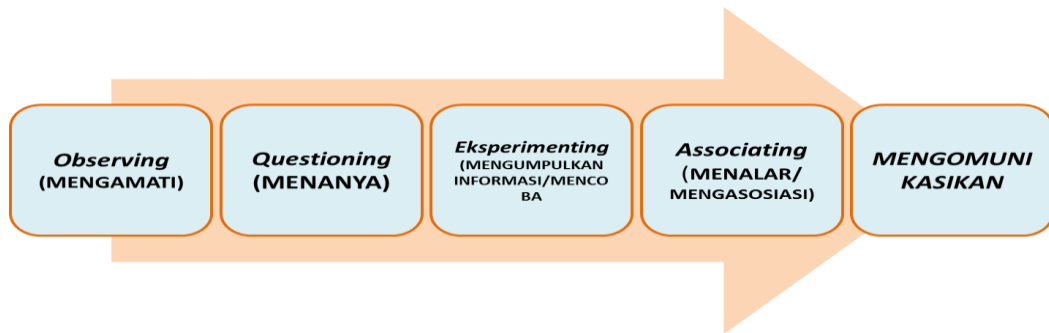 Observing
(MENGAMATI)
Questioning
(MENANYA)
Eksperimenting
(MENGUMPULKAN
INFORMASI/MENCO
BA
Associating
(MENALAR/
MENGASOSIASI)
MENGOMUNI
KASIKAN